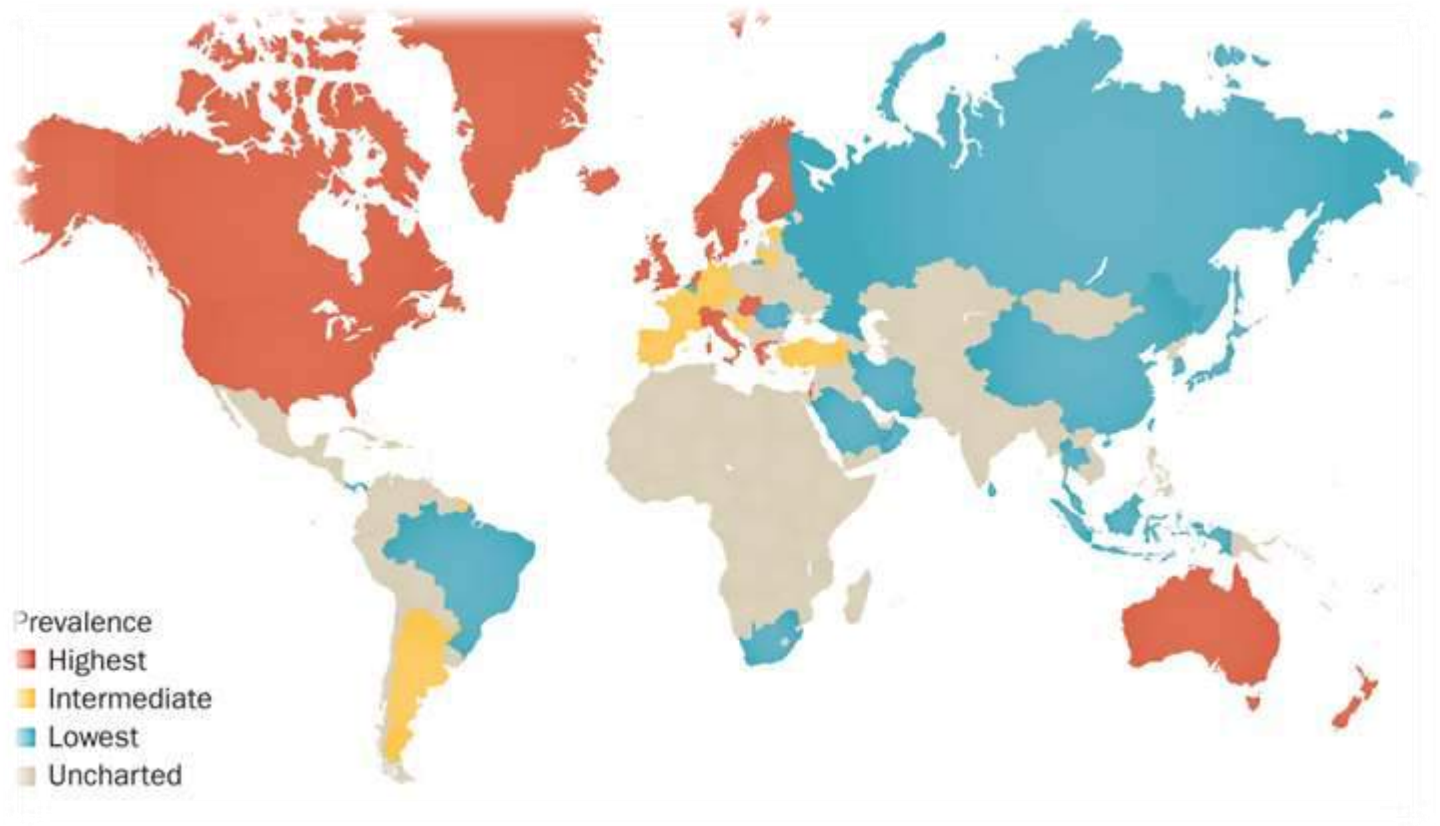 Prevalence
Highest
Intermediate
Lowest
Uncharted